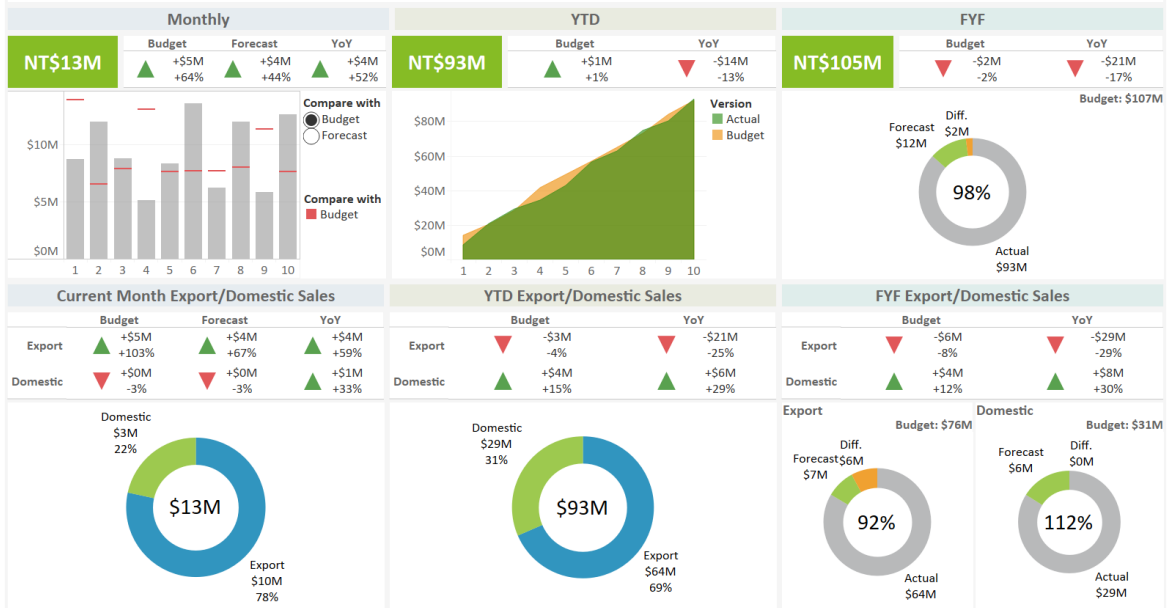 Monthly
YTD
FYF
NT$13M
Budget
Forecast
YoY
+$5M
+$4M
+$4M
+64%
+44%
+52%
NT$93M
Budget
YoY
+$1M
-$14M
+1%
-13%
NT$105M
Budget
YoY
-$2M
-$21M
-2%
-17%
$10M
$5M
$0M
1 2 3 4 5 6 7 8 9 10
Compare with
Budget
Forecast
Compare with
Budget
$80M
$60M
$40M
$20M
$0M
1 2 3 4 5 6 7 8 9 10
Version
Actual
Budget
Budget: $107M
Diff.
$2M
Forecast
$12M
98%
Actual
$93M
Current Month Export/Domestic Sales
YTD Export/Domestic Sales
FYF Export/Domestic Sales
Budget
Forecast
YoY
Export
+$5M
+$4M
+$4M
+103%
+67%
+59%
Domestic
+$0M
+$0M
+$1M
-3%
-3%
+33%
Budget
YoY
Export
-$3M
-$21M
-4%
-25%
Domestic
+$4M
+$6M
+15%
+29%
Budget
YoY
Export
-$6M
-$29M
-8%
-29%
Domestic
+$4M
+$8M
+12%
+30%
Domestic
$3M
22%
$13M
Export
$10M
78%
Domestic
$29M
31%
$93M
Export
$64M
69%
Export
Budget: $76M
Diff.
$6M
Forecast
$7M
92%
Actual
$64M
Domestic
Budget: $31M
Diff.
$0M
Forecast
$6M
112%
Actual
$29M